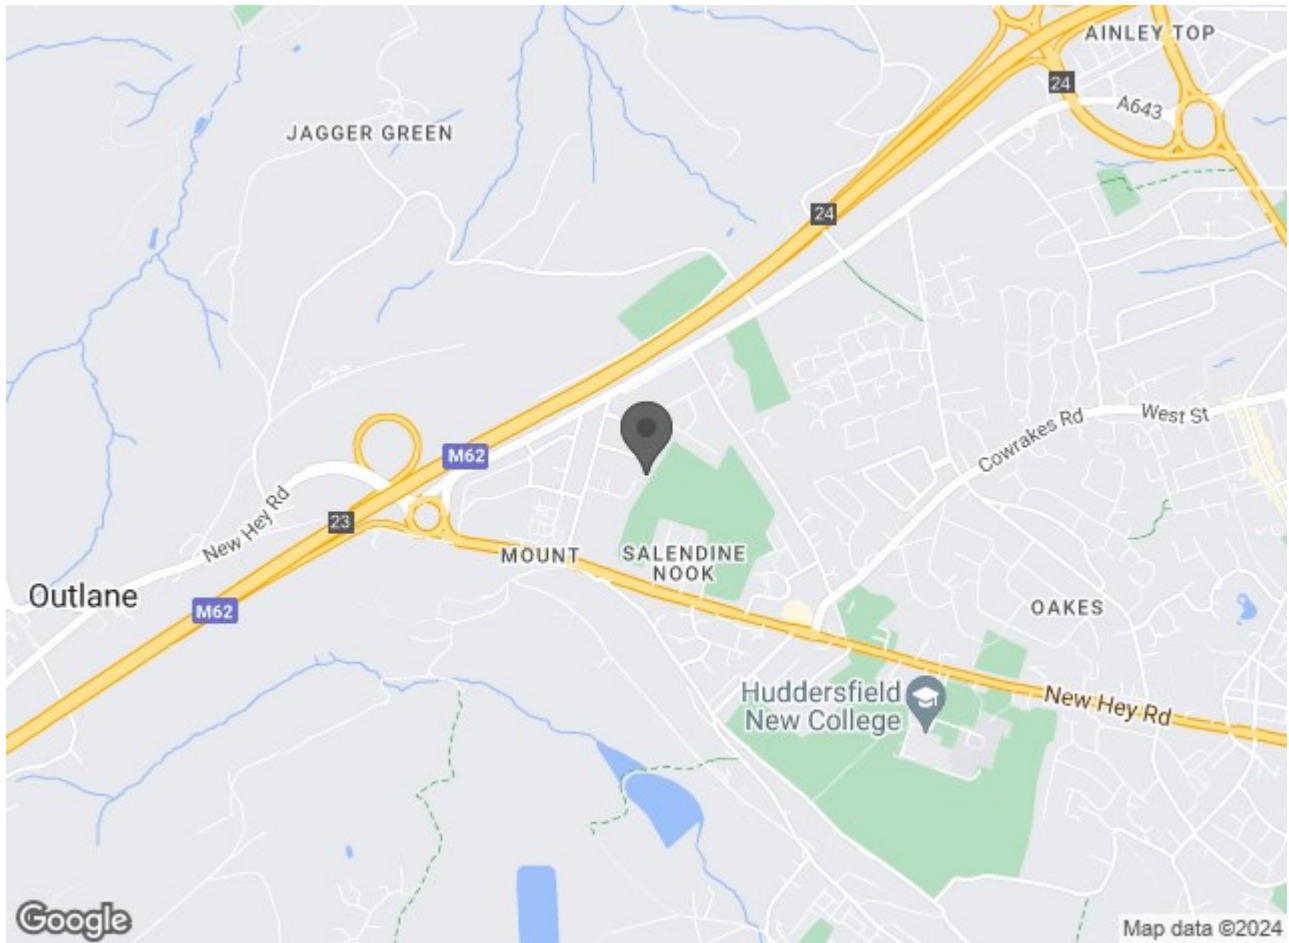 AINLEY TOP
24
A643
JAGGER GREEN
24
Cowrakes Rd
West St
M62
New Hey Rd
23
MOUNT
SALENDINE
NOOK
Outlane
M62
OAKES
Huddersfield
New College
New Hey Rd
Google
Map data ©2024